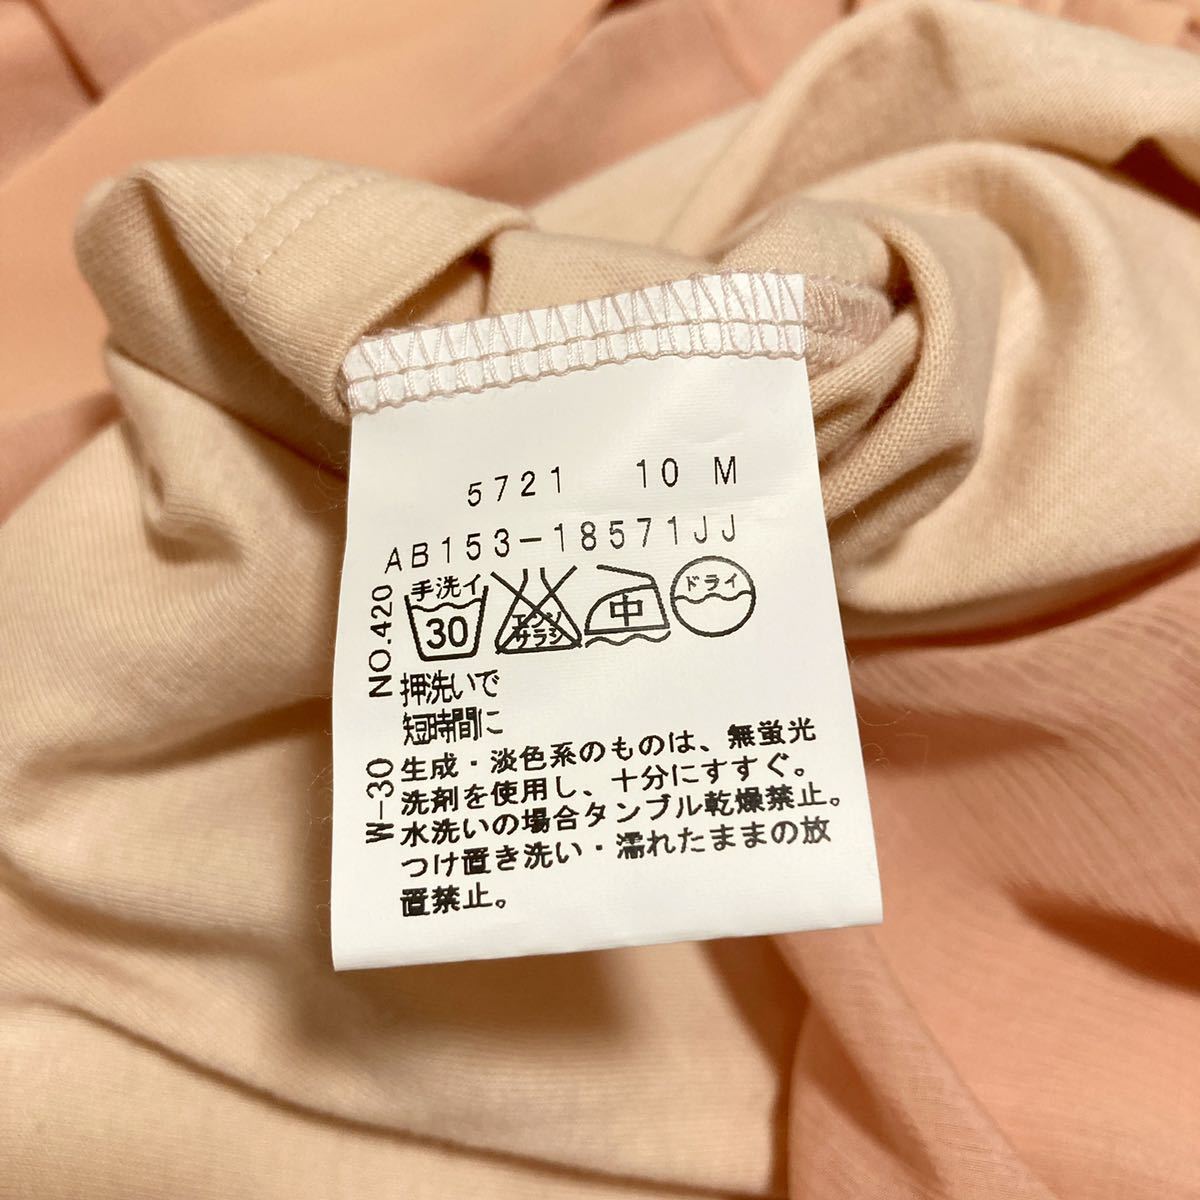 5721 10 M
AB153-18571JJ
手洗イ
30
エンソ
サラシ
中
ドライ
NO.420
W-30
押洗いで
短時間に
生成・淡色系のものは、無蛍光
洗剤を使用し、十分にすすぐ。
水洗いの場合タンブル乾燥禁止。
つけ置き洗い・濡れたままの放
置禁止。